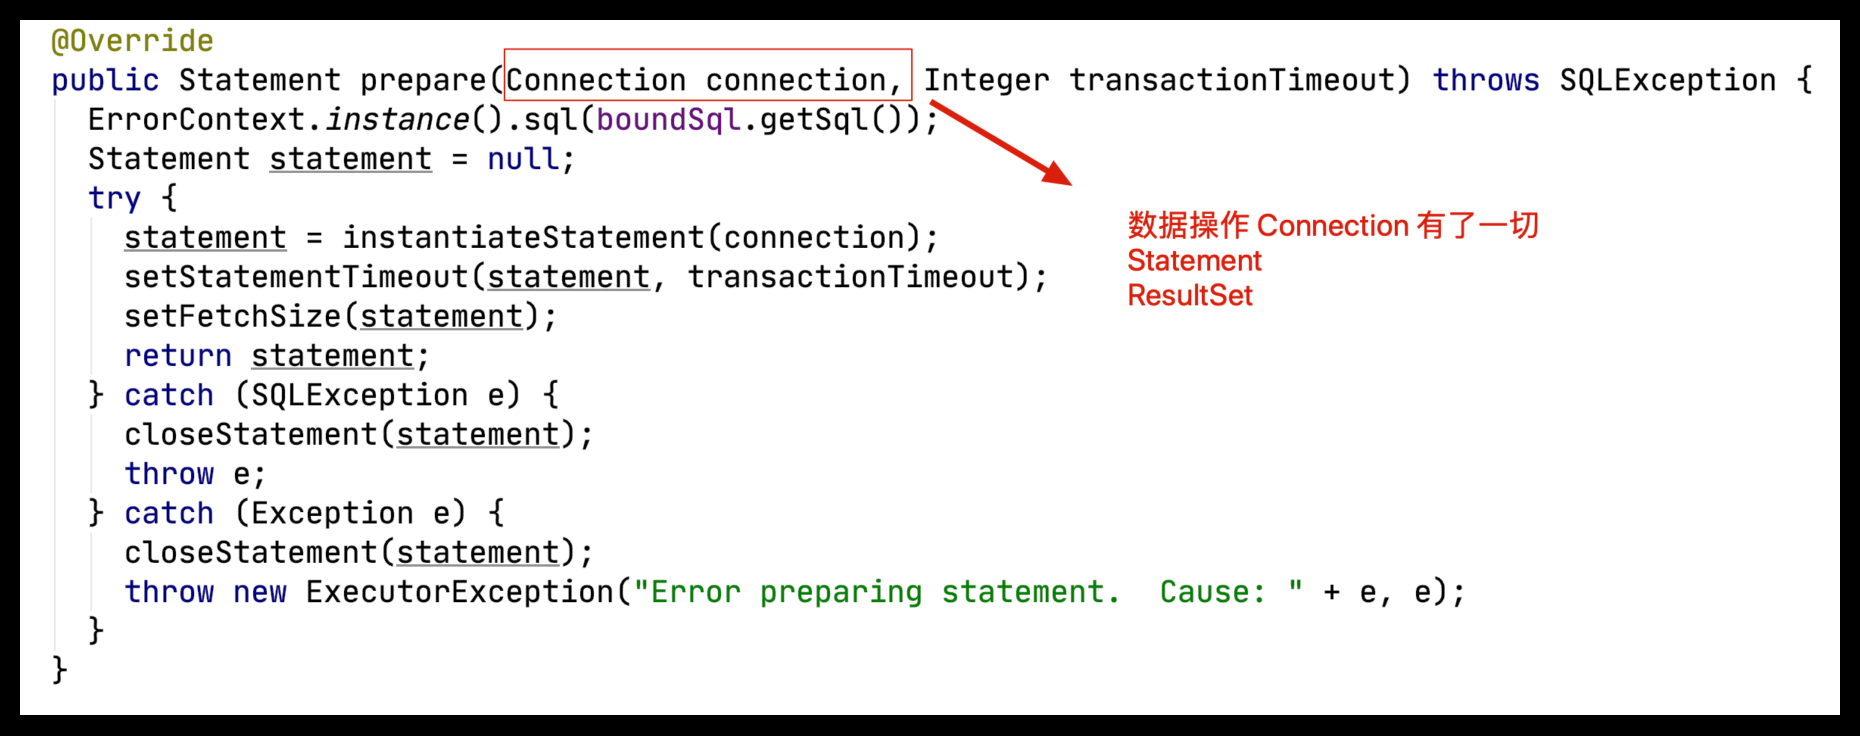 @Override
public Statement prepare(Connection connection, Integer transactionTimeout) throws SQLException {
ErrorContext.instance().sql(boundSql.getSql());
Statement statement = null;
try {
statement = instantiateStatement(connection);
setStatementTimeout(statement, transactionTimeout);
setFetchSize(statement);
return statement;
} catch (SQLException e) {
closeStatement(statement);
throw e;
} catch (Exception e) {
closeStatement(statement);
throw new ExecutorException("Error preparing statement.  Cause: " + e, e);
}
}
数据操作 Connection 有了一切
Statement
ResultSet